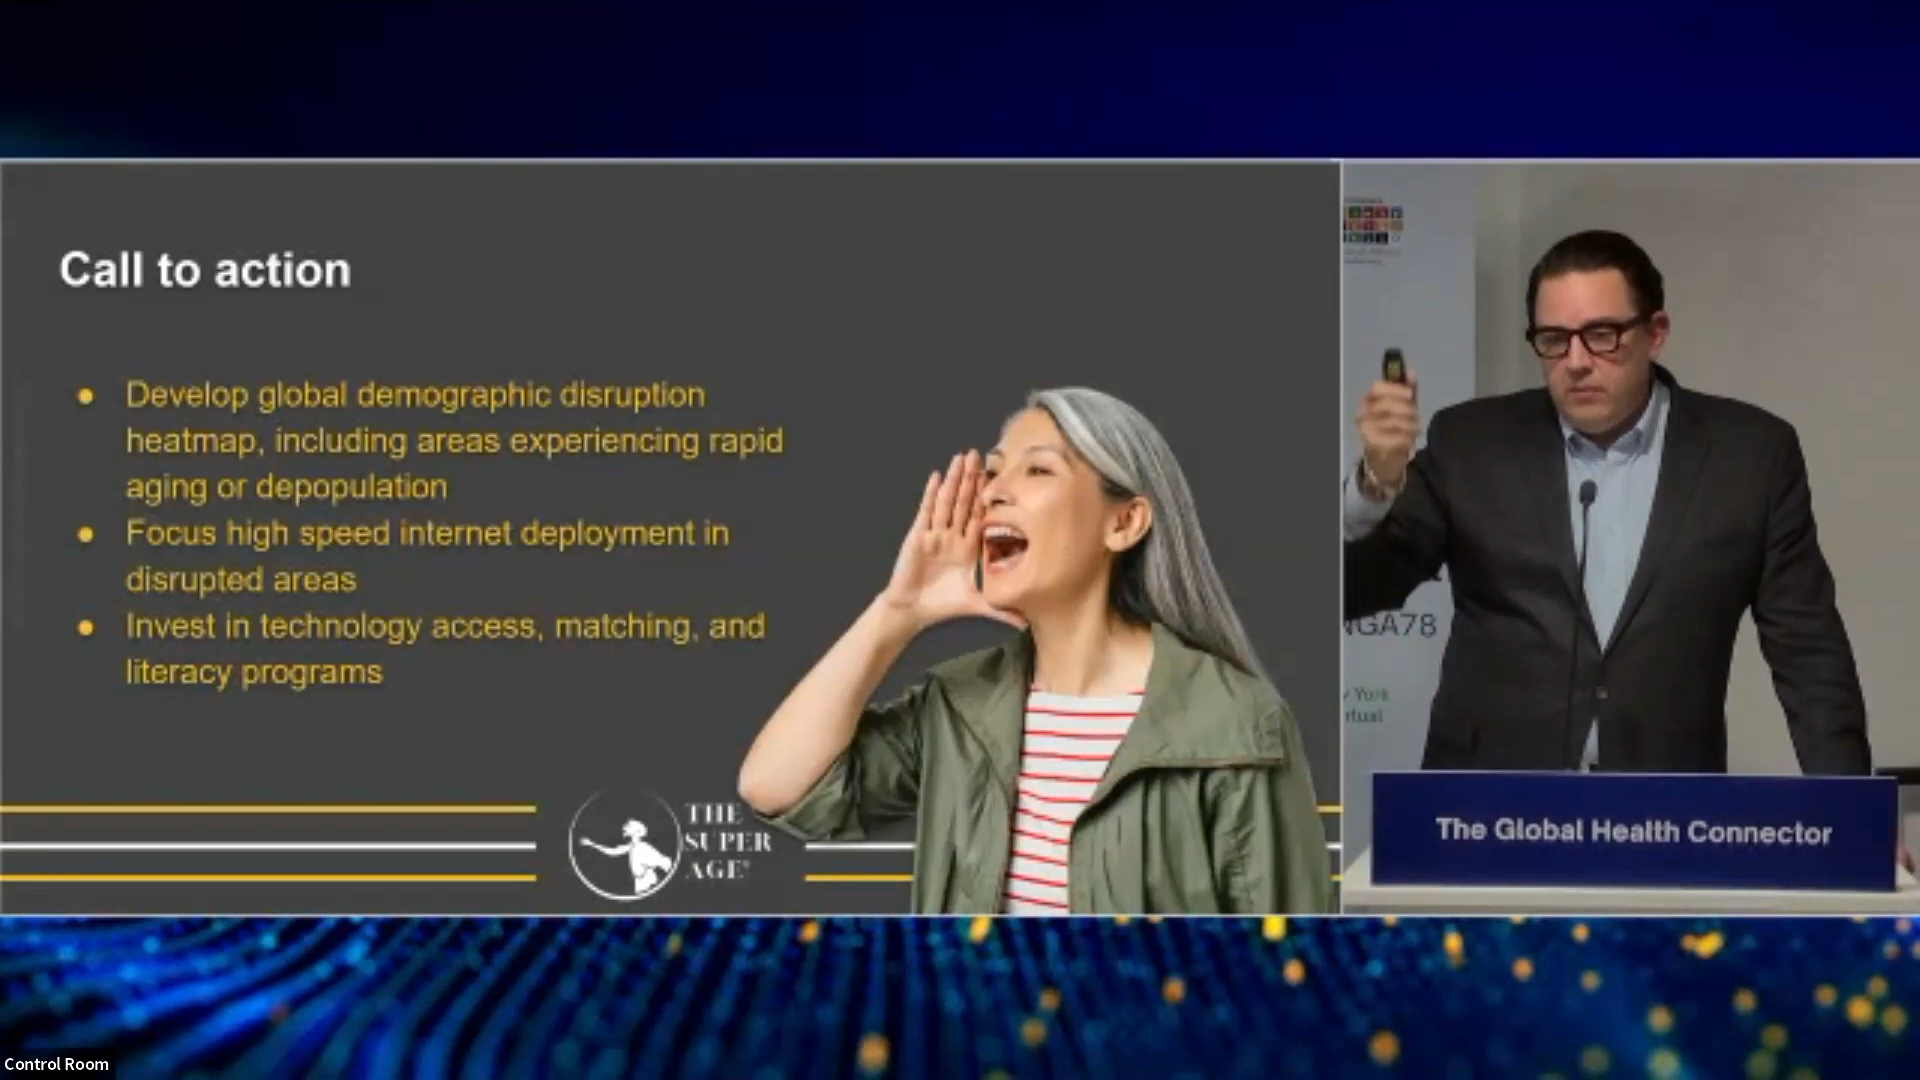 Call to action
● Develop global demographic disruption
heatmap, including areas experiencing rapid
aging or depopulation
● Focus high speed internet deployment in
disrupted areas
● Invest in technology access, matching, and
literacy programs
THE
SUPER
AGE
NGA78
York
The Global Health Connector
Control Room